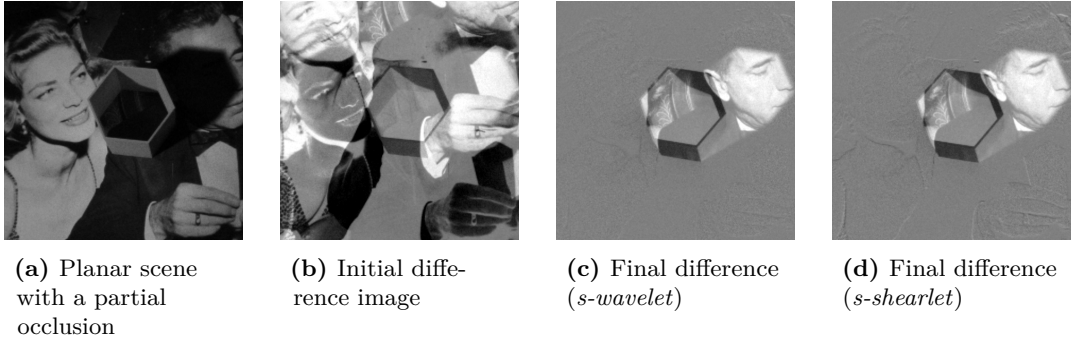 (a) Planar scene
with a partial
occlusion
(b) Initial diffe-
rence image
(c) Final difference
(s-wavelet)
(d) Final difference
(s-shearlet)